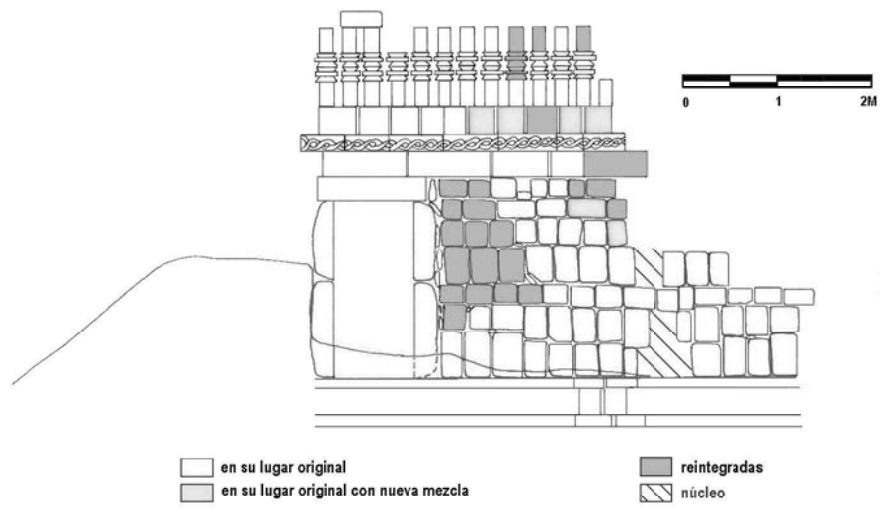 0 1 2M
en su lugar original
en su lugar original con nueva mezcla
reintegradas
núcleo